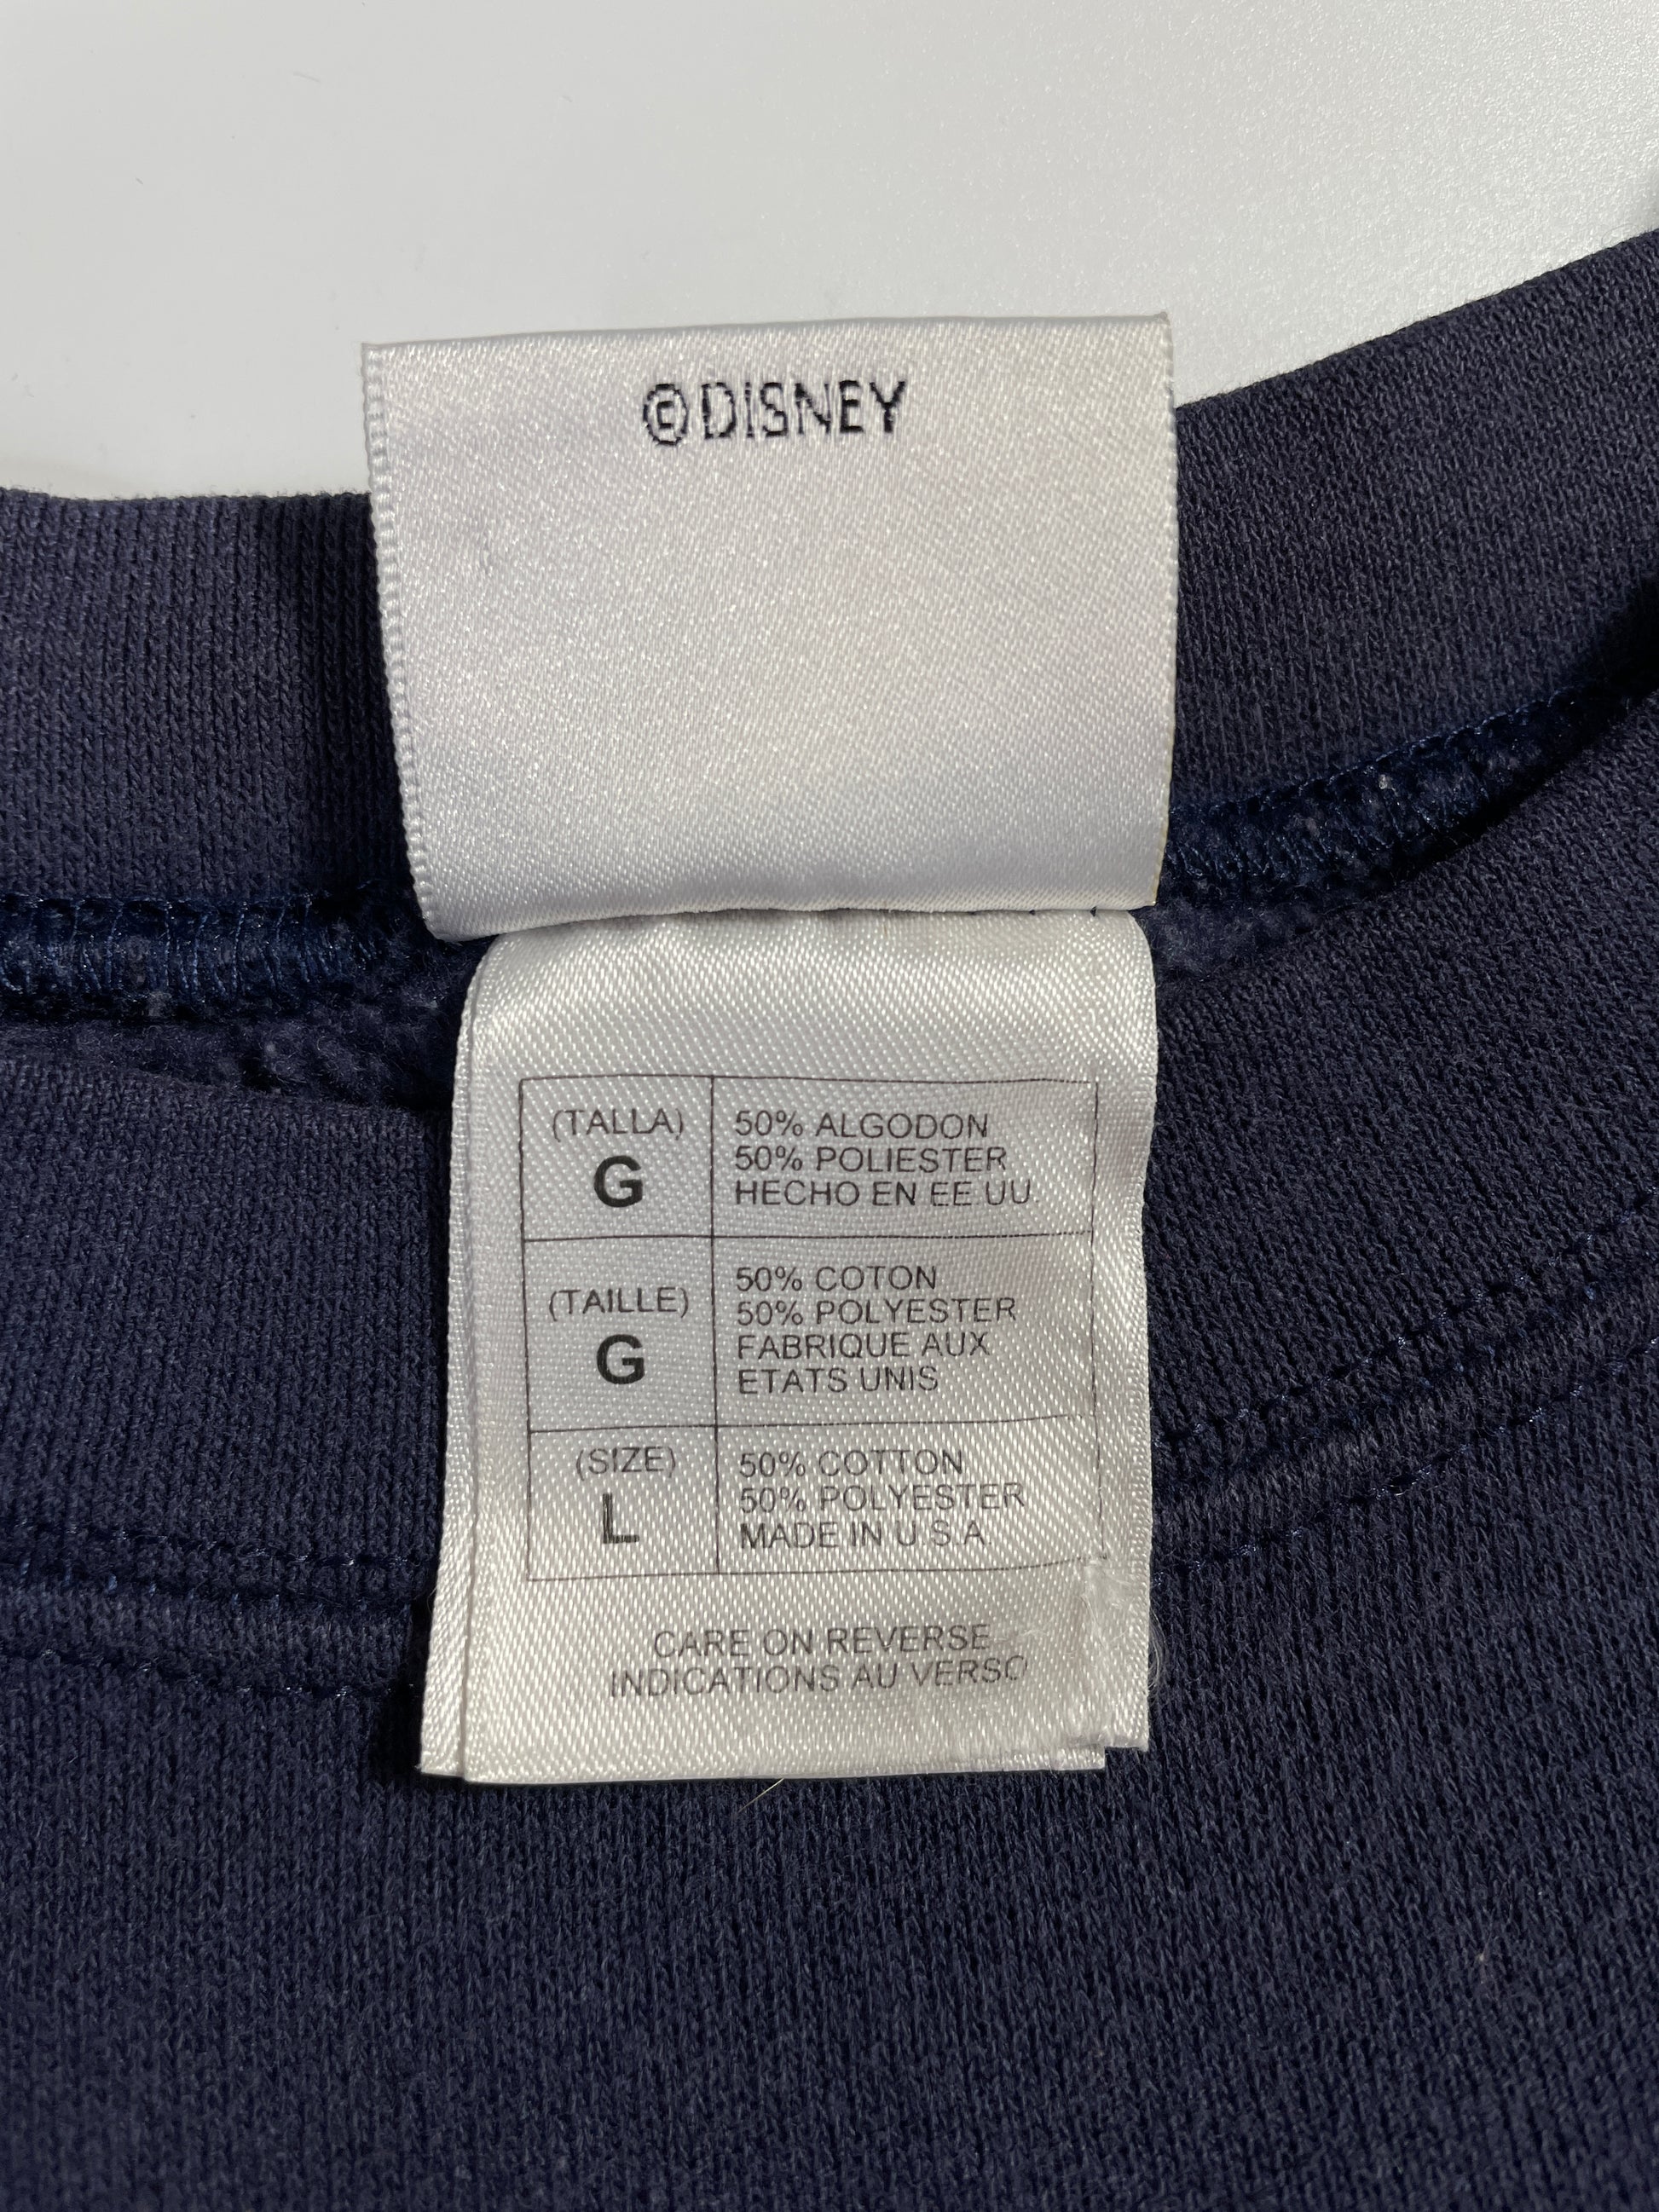 ©DISNEY
(TALLA)
G
50% ALGODON
50% POLIESTER
HECHO EN EE UU.
(TAILLE)
G
50% COTON
50% POLYESTER
FABRIQUE AUX
ETATS UNIS
(SIZE)
L
50% COTTON
50% POLYESTER
MADE IN U S.A
CARE ON REVERSE
INDICATIONS AU VERSO